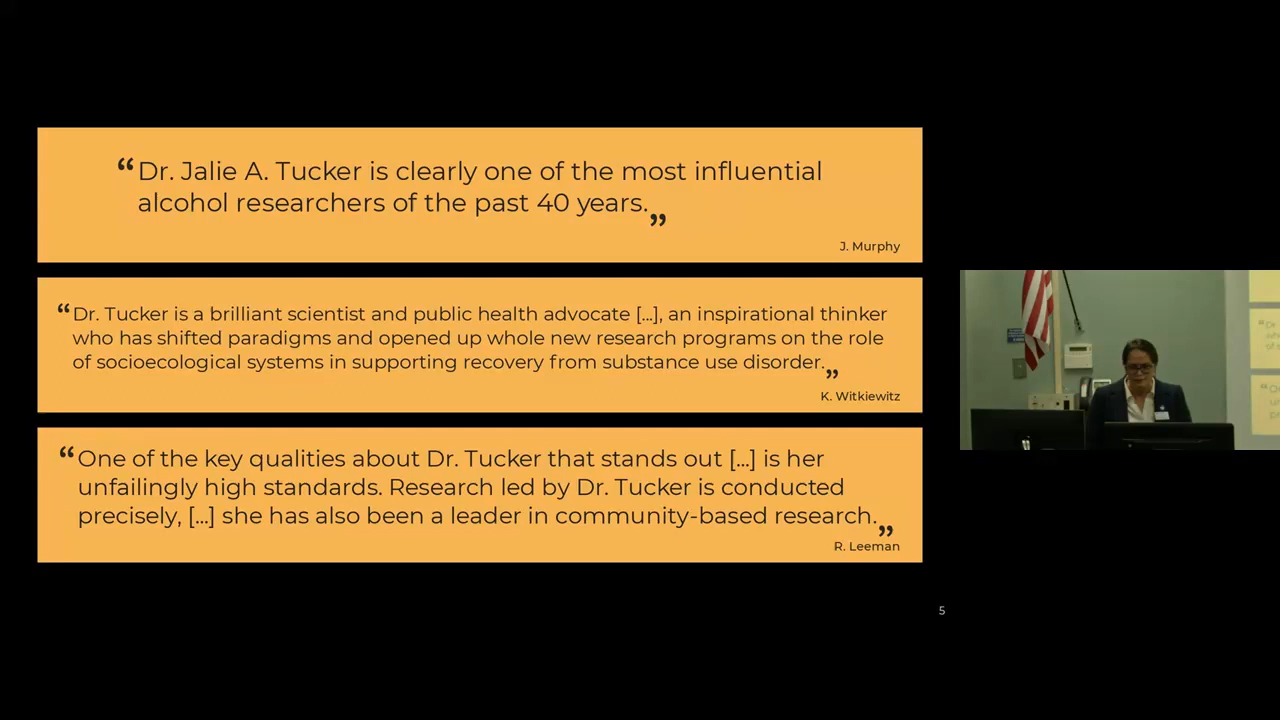 “Dr. Jalie A. Tucker is clearly one of the most influential
alcohol researchers of the past 40 years.”
J. Murphy
“Dr. Tucker is a brilliant scientist and public health advocate [...], an inspirational thinker
who has shifted paradigms and opened up whole new research programs on the role
of socioecological systems in supporting recovery from substance use disorder.”
K. Witkiewitz
“One of the key qualities about Dr. Tucker that stands out [...] is her
unfailingly high standards. Research led by Dr. Tucker is conducted
precisely, [...] she has also been a leader in community-based research.”
R. Leeman
5